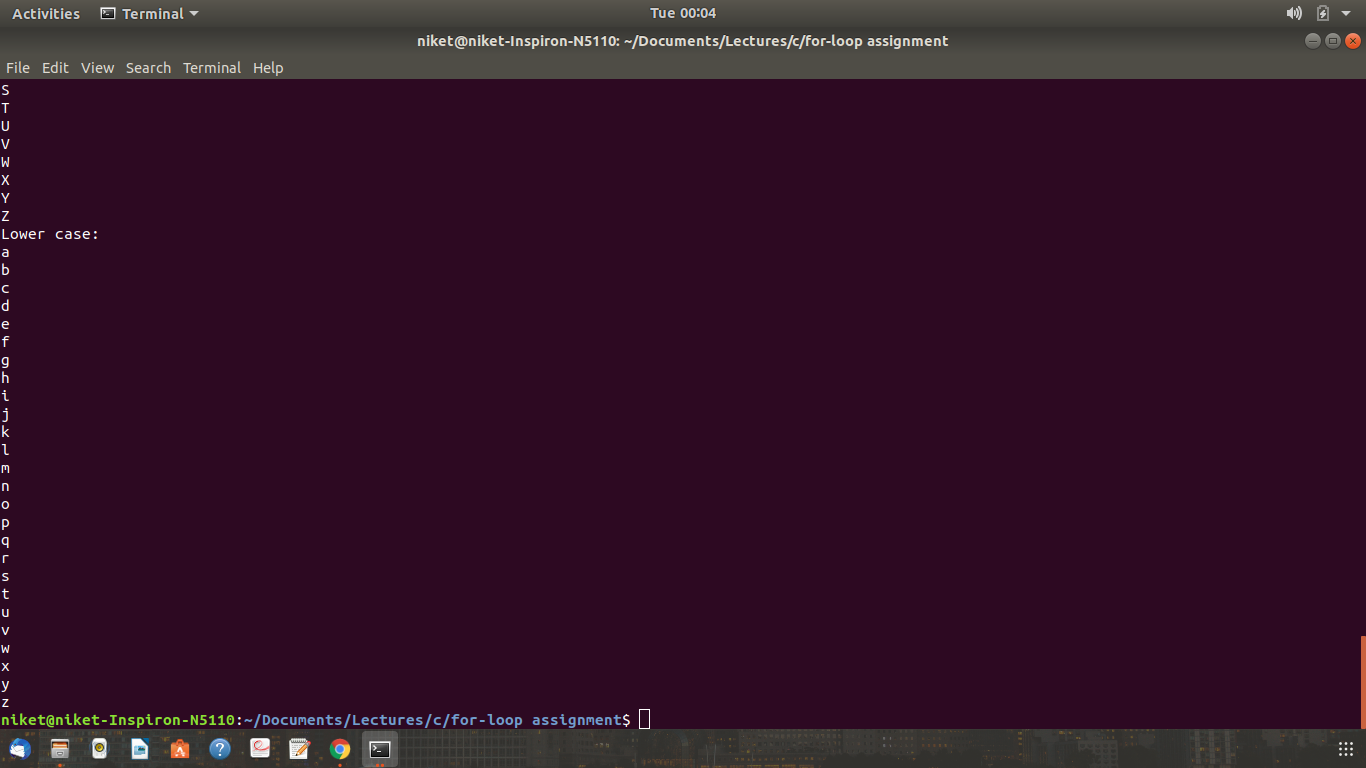 Activities Terminal Tue 00:04
niket@niket-Inspiron-N5110: ~/Documents/Lectures/c/for-loop assignment
File Edit View Search Terminal Help
S
T
U
V
W
X
Y
Z
Lower case:
a
b
c
d
e
f
g
h
i
j
k
l
m
n
o
p
q
r
s
t
u
v
w
x
y
z
niket@niket-Inspiron-N5110:~/Documents/Lectures/c/for-loop assignment$